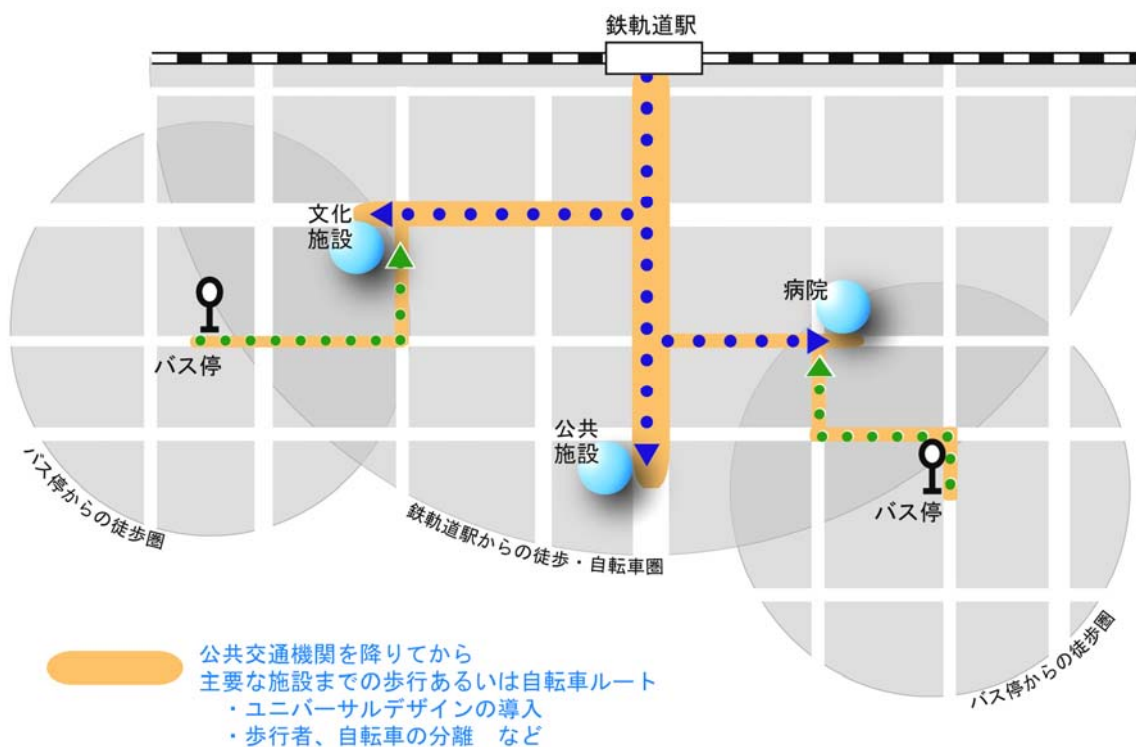 鉄軌道駅
文化
施設
病院
バス停
公共
施設
バス停
バス停からの徒歩圏
鉄軌道駅からの徒歩・自転車圏
バス停からの徒歩圏
公共交通機関を降りてから
主要な施設までの歩行あるいは自転車ルート
・ユニバーサルデザインの導入
・歩行者、自転車の分離　など